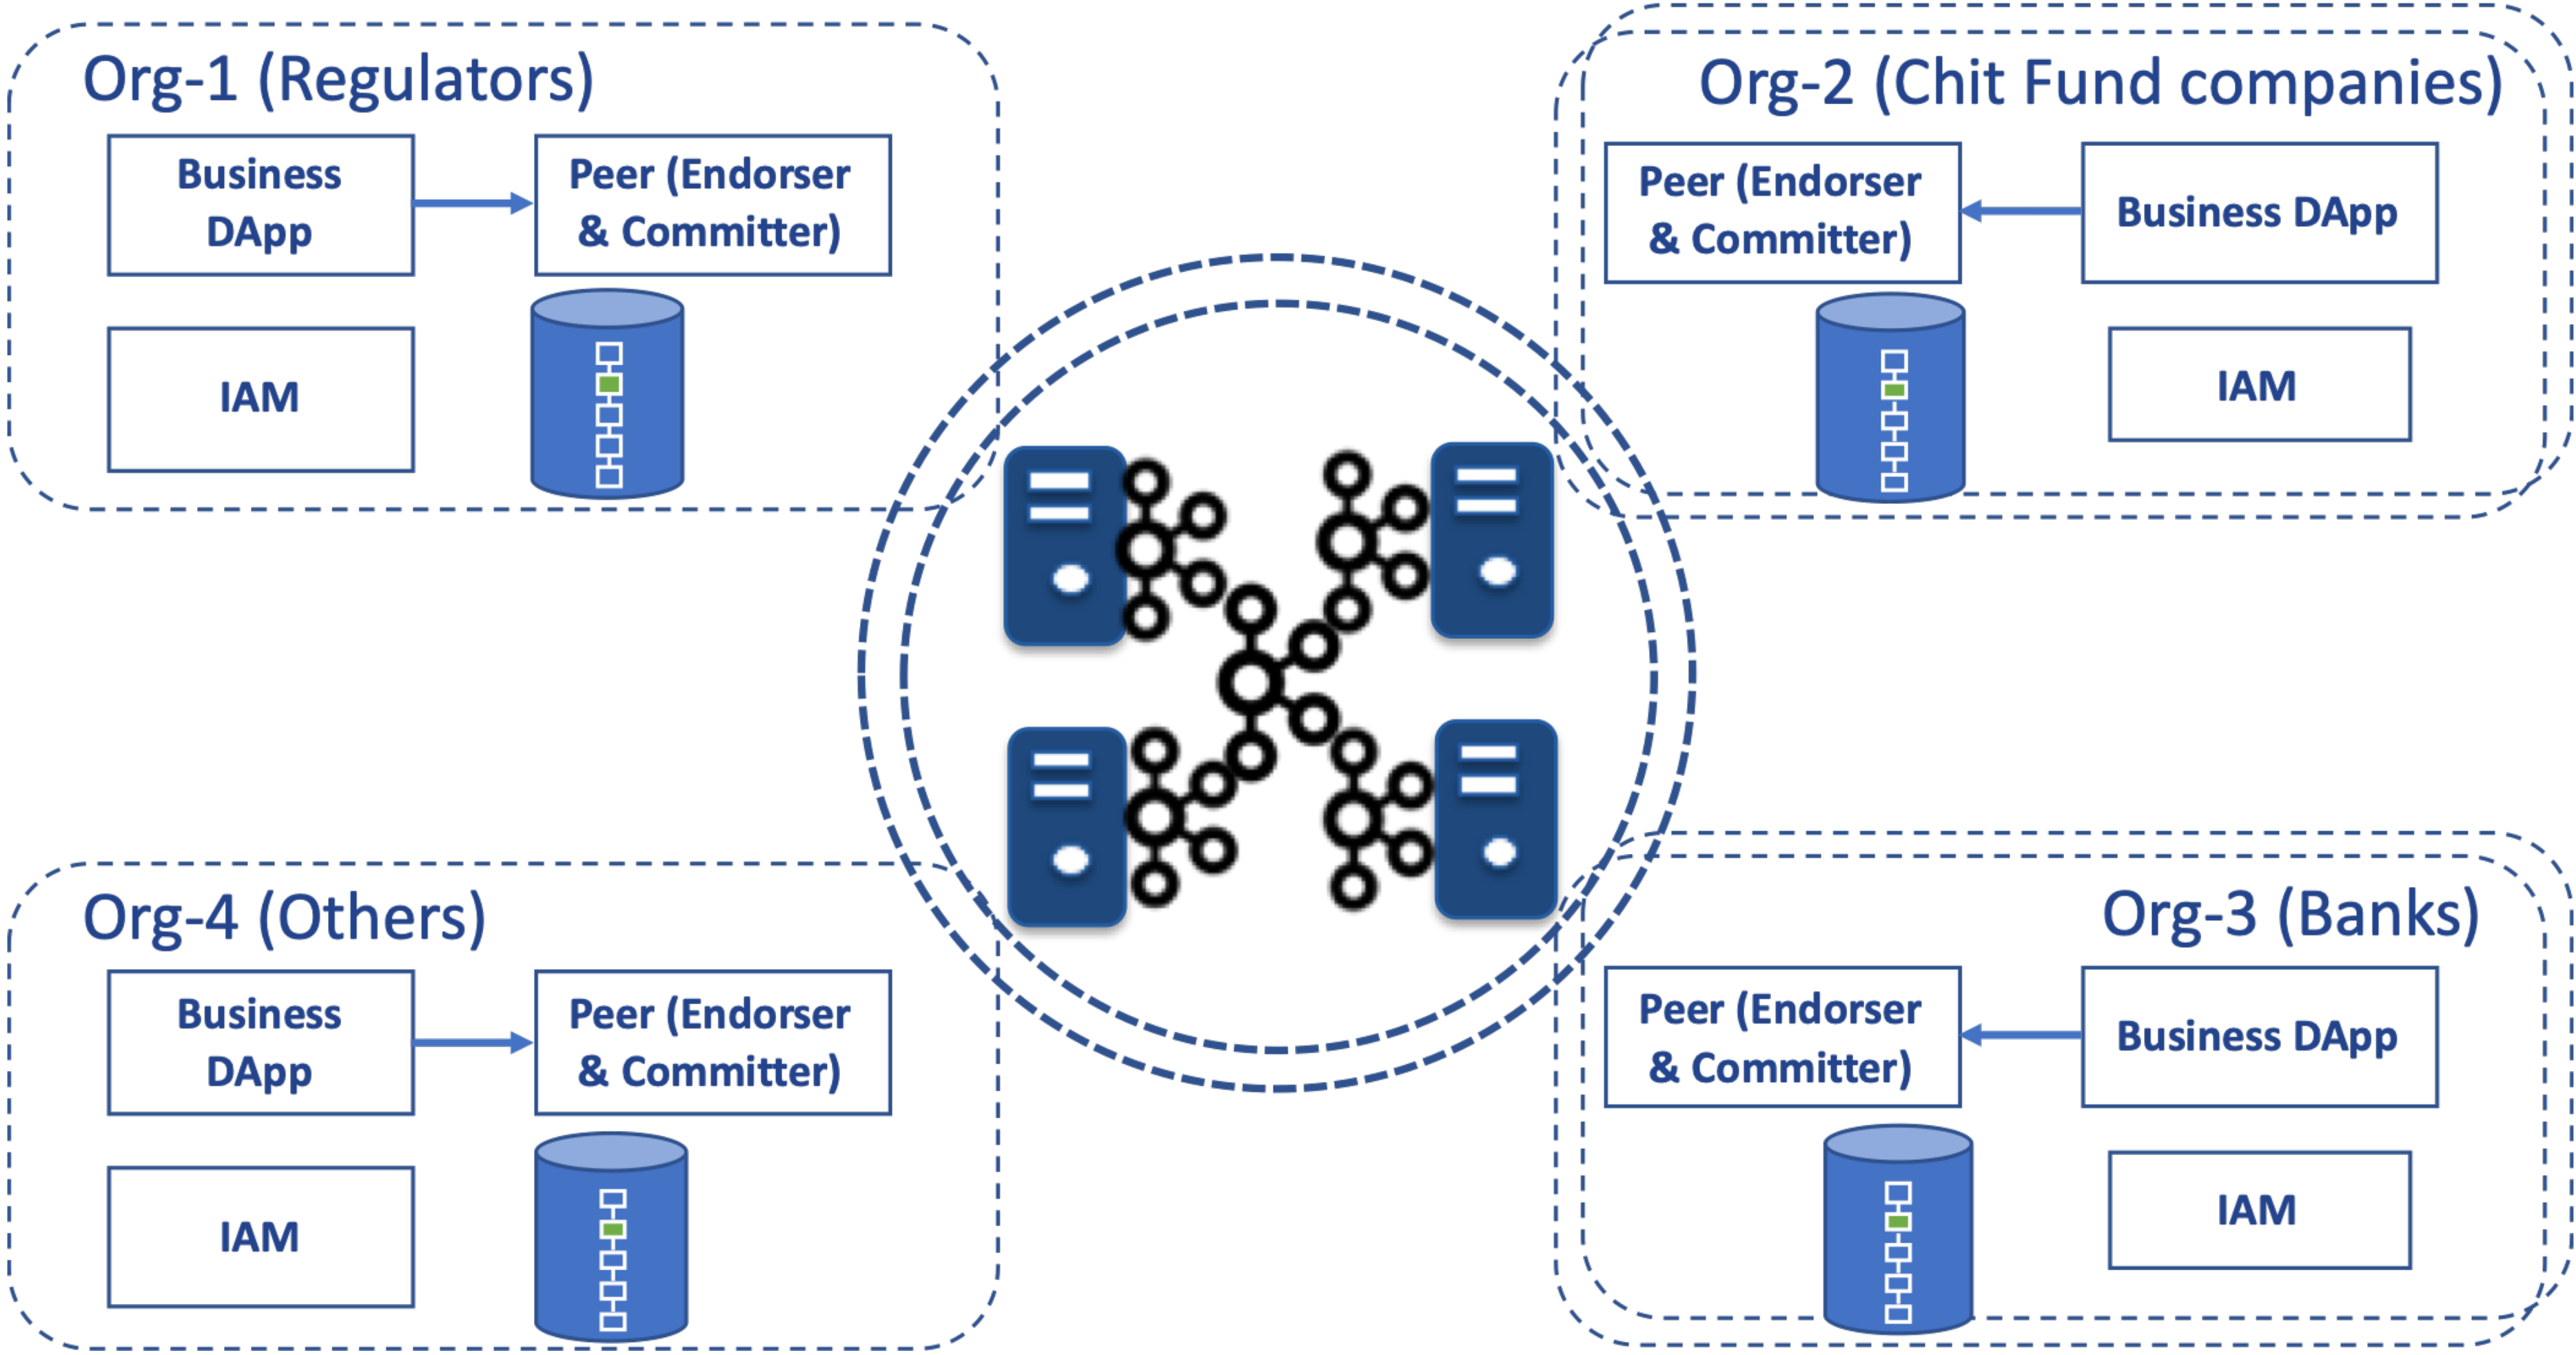 Org-1 (Regulators)
Business
DApp
Peer (Endorser
& Committer)
IAM
Org-2 (Chit Fund companies)
Peer (Endorser
& Committer)
Business DApp
IAM
Org-4 (Others)
Business
DApp
Peer (Endorser
& Committer)
IAM
Org-3 (Banks)
Peer (Endorser
& Committer)
Business DApp
IAM